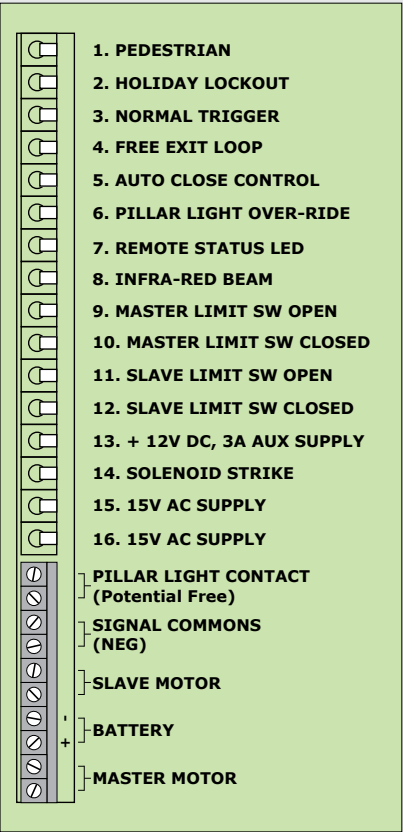 1. PEDESTRIAN
2. HOLIDAY LOCKOUT
3. NORMAL TRIGGER
4. FREE EXIT LOOP
5. AUTO CLOSE CONTROL
6. PILLAR LIGHT OVER-RIDE
7. REMOTE STATUS LED
8. INFRA-RED BEAM
9. MASTER LIMIT SW OPEN
10. MASTER LIMIT SW CLOSED
11. SLAVE LIMIT SW OPEN
12. SLAVE LIMIT SW CLOSED
13. + 12V DC, 3A AUX SUPPLY
14. SOLENOID STRIKE
15. 15V AC SUPPLY
16. 15V AC SUPPLY
PILLAR LIGHT CONTACT
(Potential Free)
SIGNAL COMMONS
(NEG)
SLAVE MOTOR
-
BATTERY
+
MASTER MOTOR